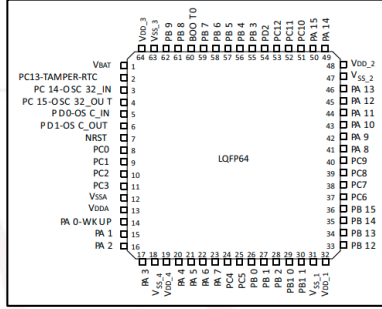 VDD_3 VSS_3 PB 9 PB 8 BOO T0 PB 7 PB 6 PB 5 PB 4 PB 3 PD2 PC12 PC11 PC10 PA 15 PA 14
64 63 62 61 60 59 58 57 56 55 54 53 52 51 50 49
VBAT 1 48 VDD_2
PC13-TAMPER-RTC 2 47 VSS_2
PC 14-OSC 32_IN 3 46 PA 13
PC 15-OSC 32_OU T 4 45 PA 12
PD0-OS C_IN 5 44 PA 11
PD1-OS C_OUT 6 43 PA 10
NRST 7 42 PA 9
PC0 8 41 PA 8
PC1 9 LQFP64 40 PC9
PC2 10 39 PC8
PC3 11 38 PC7
VSSA 12 37 PC6
VDDA 13 36 PB 15
PA 0-WK UP 14 35 PB 14
PA 1 15 34 PB 13
PA 2 16 33 PB 12
17 18 19 20 21 22 23 24 25 26 27 28 29 30 31 32
PA 3 VSS_4 VDD_4 PA 4 PA 5 PA 6 PA 7 PC4 PC5 PB 0 PB 1 PB 2 PB1 0 PB1 1 VSS_1 VDD_1